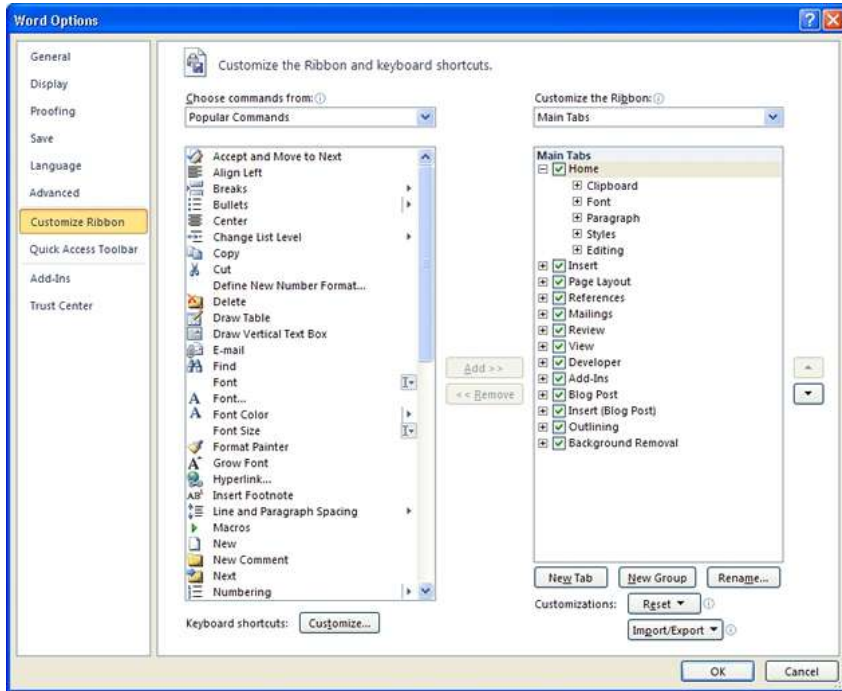 Word Options
General
Display
Proofing
Save
Language
Advanced
Customize Ribbon
Quick Access Toolbar
Add-Ins
Trust Center
Customize the Ribbon and keyboard shortcuts.
Choose commands from:
Popular Commands
Accept and Move to Next
Align Left
Breaks
Bullets
Center
Change List Level
Copy
Cut
Define New Number Format...
Delete
Draw Table
Draw Vertical Text Box
E-mail
Find
Font
A Font...
A Font Color
Font Size
Format Painter
Grow Font
Hyperlink...
AB¹ Insert Footnote
Line and Paragraph Spacing
Macros
New
New Comment
Next
Numbering
Keyboard shortcuts: Customize...
Add >>
<< Remove
Customize the Ribbon:
Main Tabs
Main Tabs
Home
Clipboard
Font
Paragraph
Styles
Editing
Insert
Page Layout
References
Mailings
Review
View
Developer
Add-Ins
Blog Post
Insert (Blog Post)
Outlining
Background Removal
New Tab New Group Rename...
Customizations: Reset
Import/Export
OK Cancel